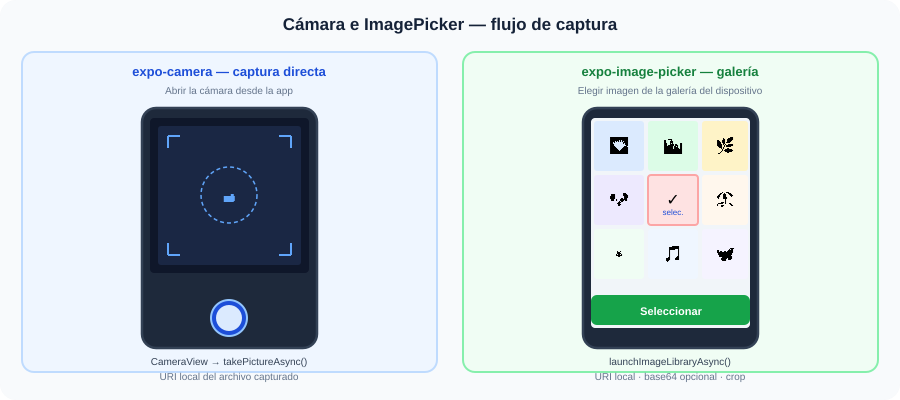 Cámara e ImagePicker — flujo de captura
expo-camera — captura directa
Abrir la cámara desde la app
CameraView → takePictureAsync()
URI local del archivo capturado
expo-image-picker — galería
Elegir imagen de la galería del dispositivo
✓
selec.
Seleccionar
launchImageLibraryAsync()
URI local · base64 opcional · crop